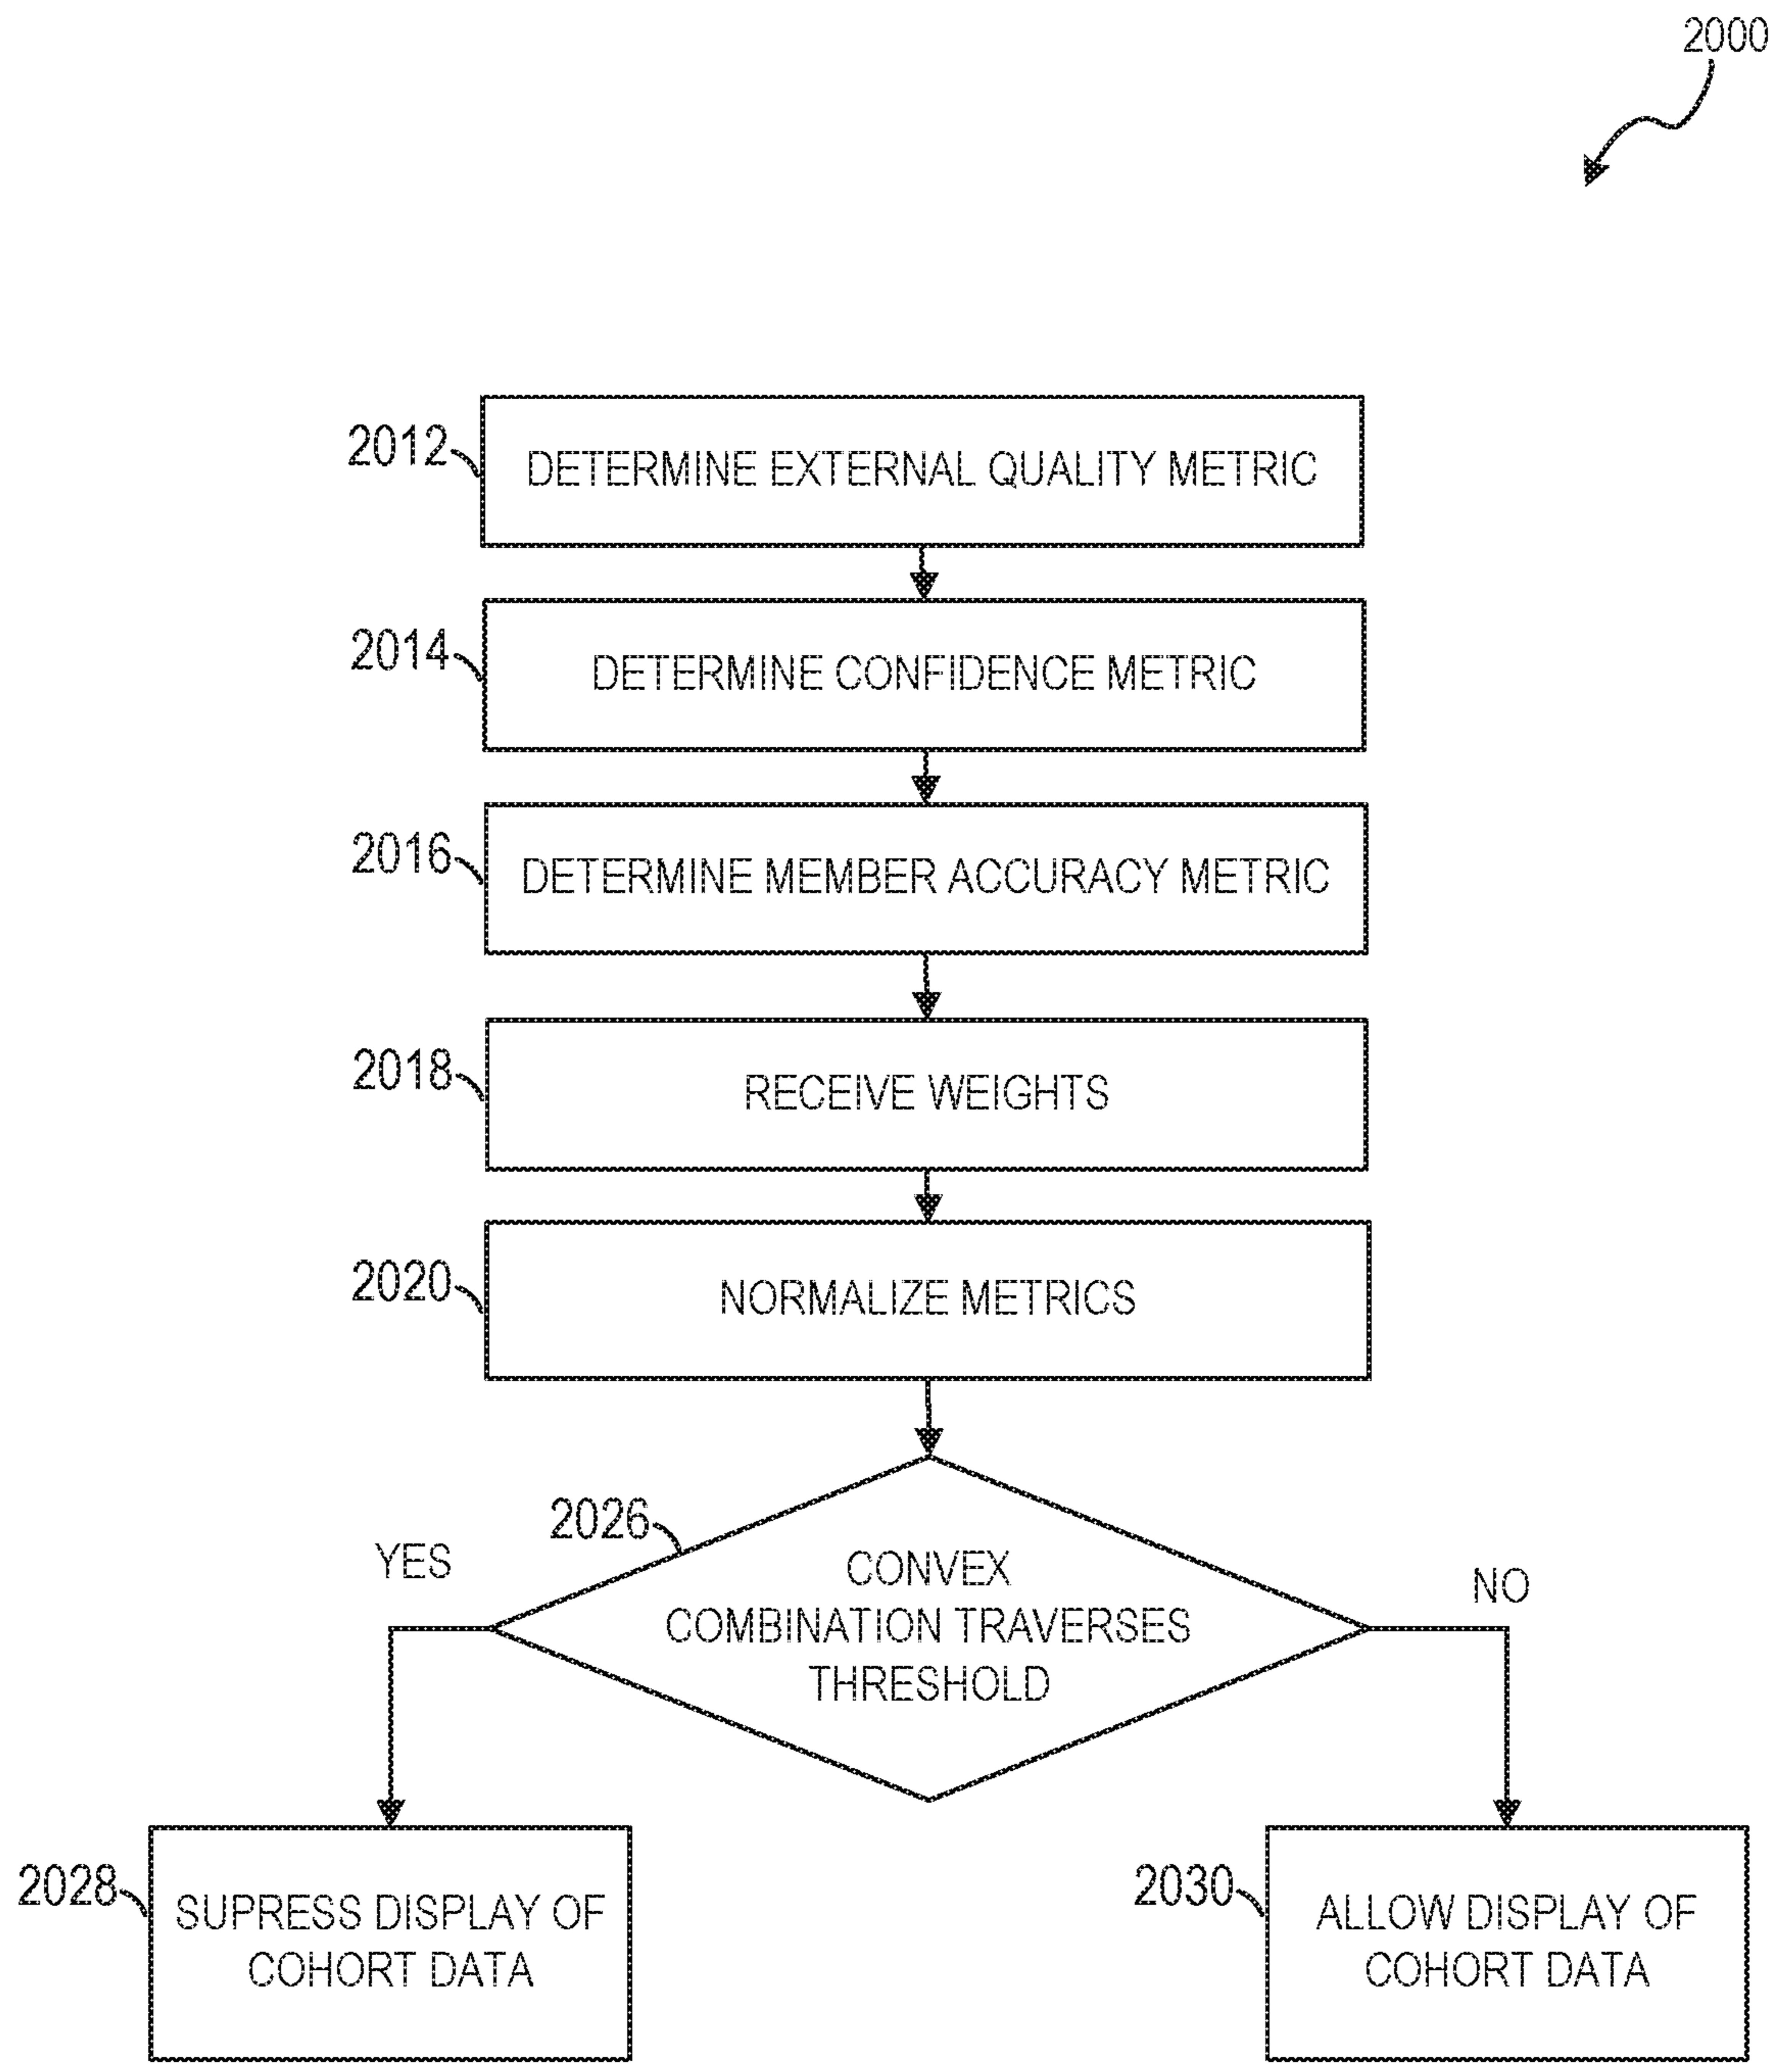 2000
2012
DETERMINE EXTERNAL QUALITY METRIC
2014
DETERMINE CONFIDENCE METRIC
2016
DETERMINE MEMBER ACCURACY METRIC
2018
RECEIVE WEIGHTS
2020
NORMALIZE METRICS
2026
YES
CONVEX
COMBINATION TRAVERSES
THRESHOLD
NO
2028
SUPRESS DISPLAY OF
COHORT DATA
2030
ALLOW DISPLAY OF
COHORT DATA